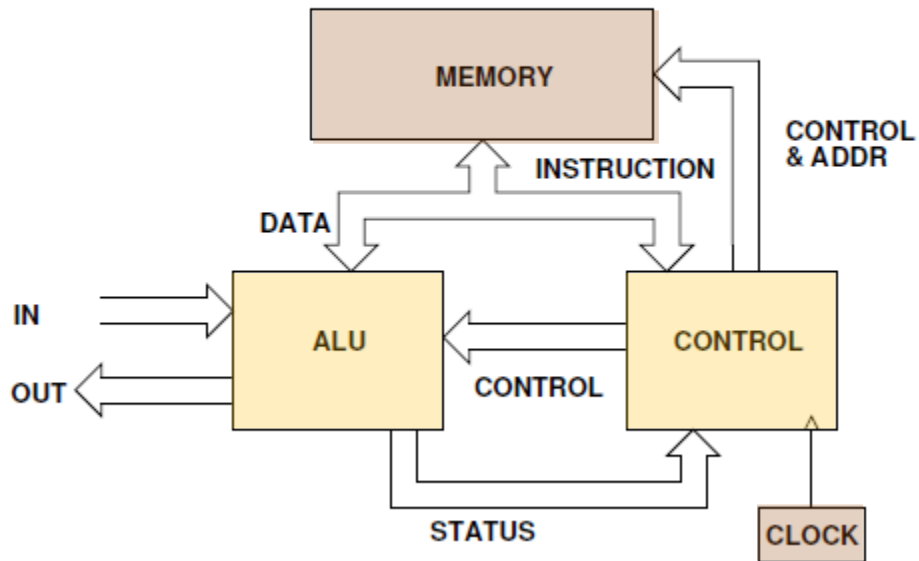 MEMORY
CONTROL
& ADDR
INSTRUCTION
DATA
IN
ALU
CONTROL
OUT
CONTROL
STATUS
CLOCK